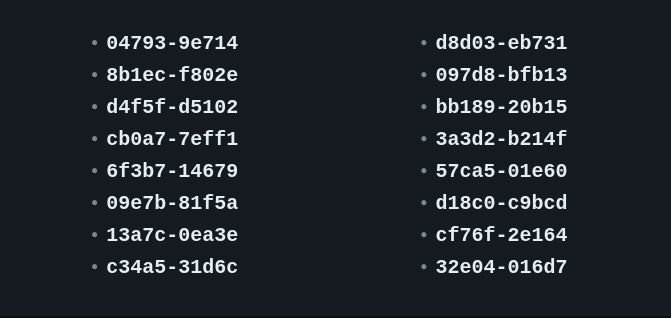 04793-9e714
8b1ec-f802e
d4f5f-d5102
cb0a7-7eff1
6f3b7-14679
09e7b-81f5a
13a7c-0ea3e
c34a5-31d6c
d8d03-eb731
097d8-bfb13
bb189-20b15
3a3d2-b214f
57ca5-01e60
d18c0-c9bcd
cf76f-2e164
32e04-016d7